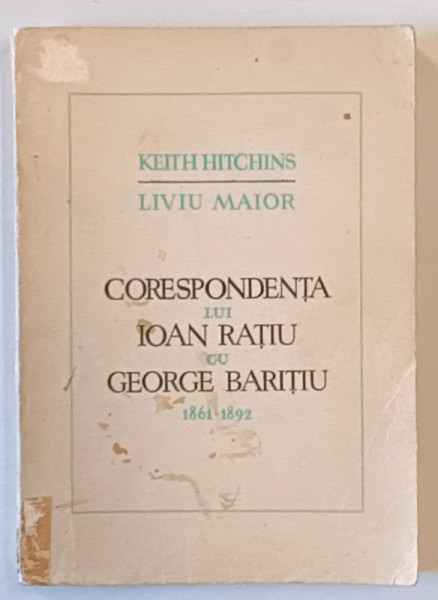 KEITH HITCHINS
LIVIU MAIOR
CORESPONDENȚA
LUI
IOAN RAȚIU
CU
GEORGE BARIȚIU
1861-1892